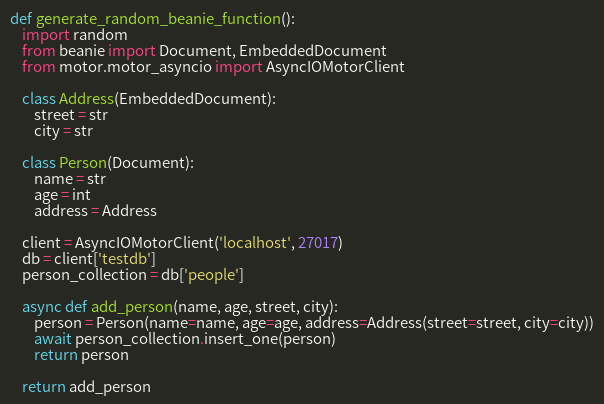 def generate_random_beanie_function():
    import random
    from beanie import Document, EmbeddedDocument
    from motor.motor_asyncio import AsyncIOMotorClient

    class Address(EmbeddedDocument):
        street = str
        city = str

    class Person(Document):
        name = str
        age = int
        address = Address

    client = AsyncIOMotorClient('localhost', 27017)
    db = client['testdb']
    person_collection = db['people']

    async def add_person(name, age, street, city):
        person = Person(name=name, age=age, address=Address(street=street, city=city))
        await person_collection.insert_one(person)
        return person

    return add_person